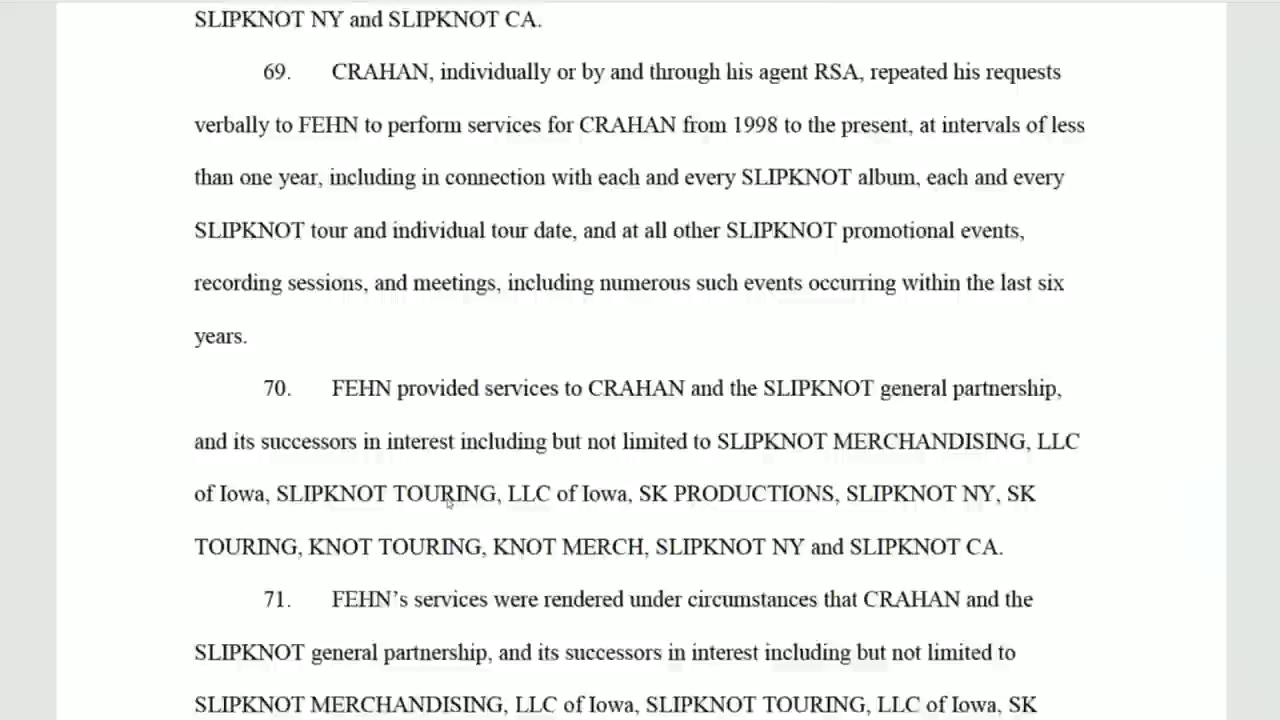 SLIPKNOT NY and SLIPKNOT CA.
69. CRAHAN, individually or by and through his agent RSA, repeated his requests
verbally to FEHN to perform services for CRAHAN from 1998 to the present, at intervals of less
than one year, including in connection with each and every SLIPKNOT album, each and every
SLIPKNOT tour and individual tour date, and at all other SLIPKNOT promotional events,
recording sessions, and meetings, including numerous such events occurring within the last six
years.
70. FEHN provided services to CRAHAN and the SLIPKNOT general partnership,
and its successors in interest including but not limited to SLIPKNOT MERCHANDISING, LLC
of Iowa, SLIPKNOT TOURING, LLC of Iowa, SK PRODUCTIONS, SLIPKNOT NY, SK
TOURING, KNOT TOURING, KNOT MERCH, SLIPKNOT NY and SLIPKNOT CA.
71. FEHN’s services were rendered under circumstances that CRAHAN and the
SLIPKNOT general partnership, and its successors in interest including but not limited to
SLIPKNOT MERCHANDISING, LLC of Iowa, SLIPKNOT TOURING, LLC of Iowa, SK